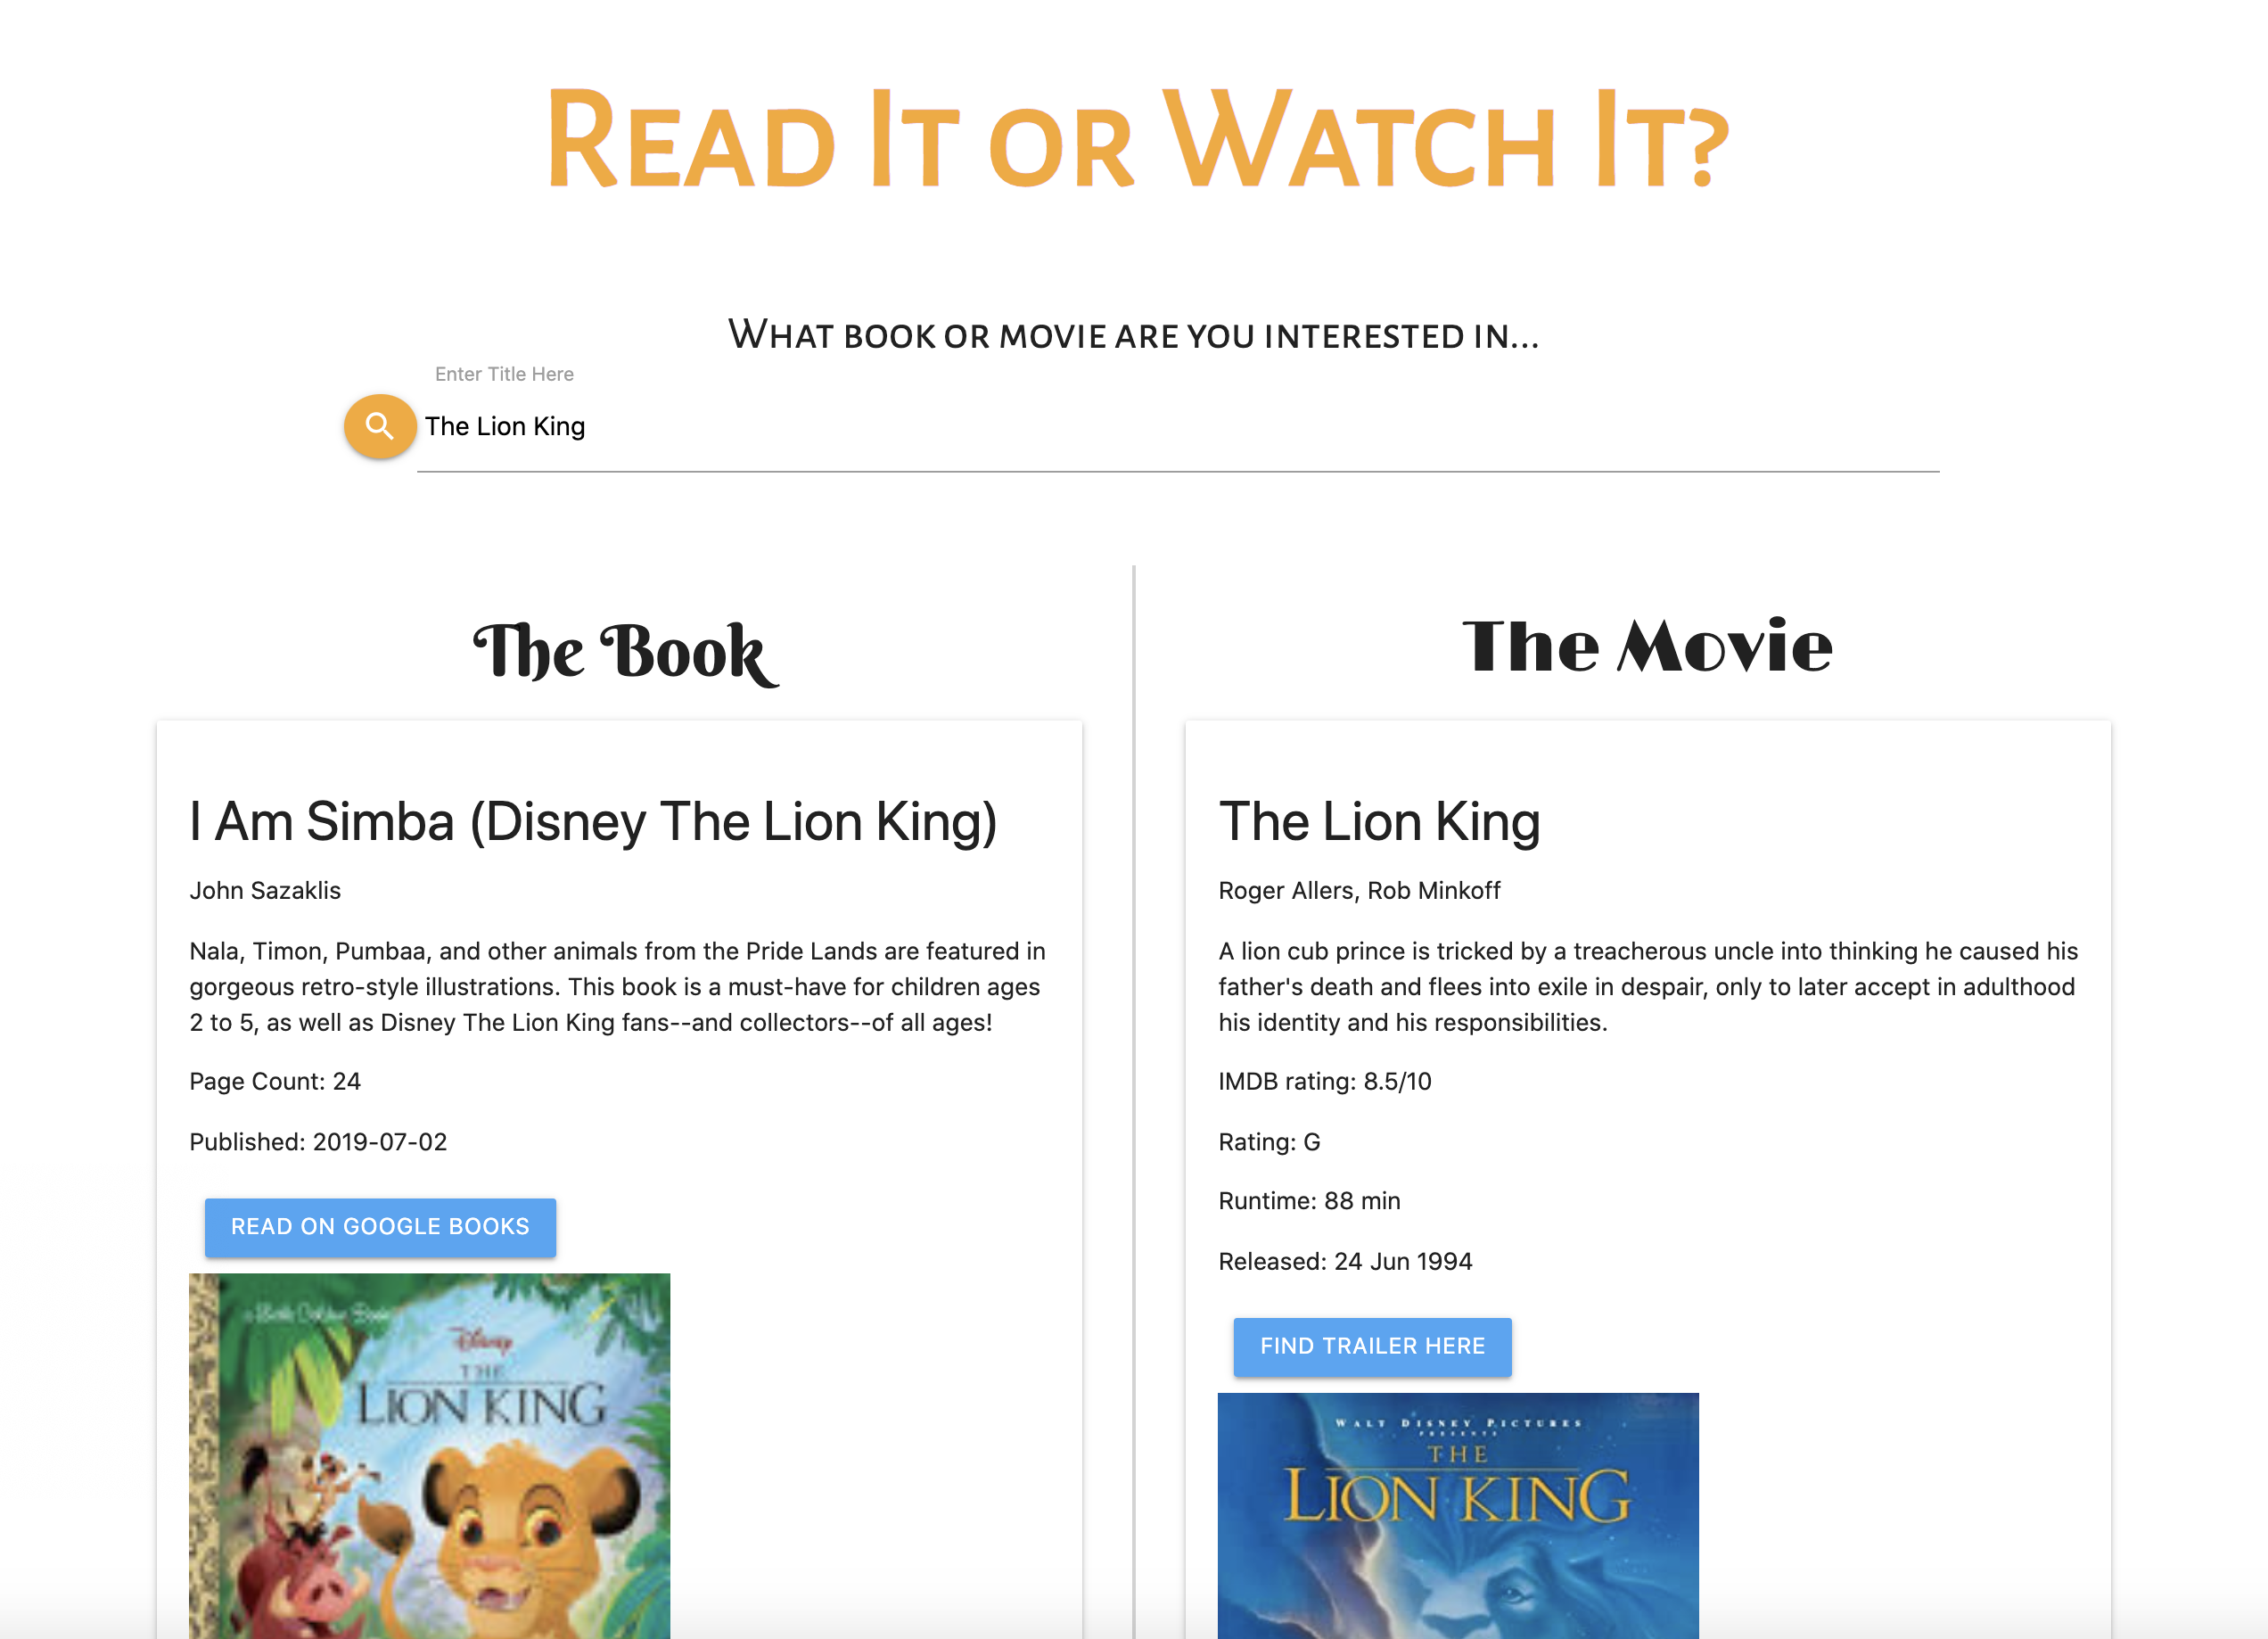 Read It or Watch It?
What book or movie are you interested in...
Enter Title Here
The Lion King
The Book
I Am Simba (Disney The Lion King)
John Sazaklis
Nala, Timon, Pumbaa, and other animals from the Pride Lands are featured in
gorgeous retro-style illustrations. This book is a must-have for children ages
2 to 5, as well as Disney The Lion King fans--and collectors--of all ages!
Page Count: 24
Published: 2019-07-02
READ ON GOOGLE BOOKS
a Little Golden Book
Disney
THE
LION KING
The Movie
The Lion King
Roger Allers, Rob Minkoff
A lion cub prince is tricked by a treacherous uncle into thinking he caused his
father's death and flees into exile in despair, only to later accept in adulthood
his identity and his responsibilities.
IMDB rating: 8.5/10
Rating: G
Runtime: 88 min
Released: 24 Jun 1994
FIND TRAILER HERE
WALT DISNEY PICTURES
PRESENTS
THE
LION KING